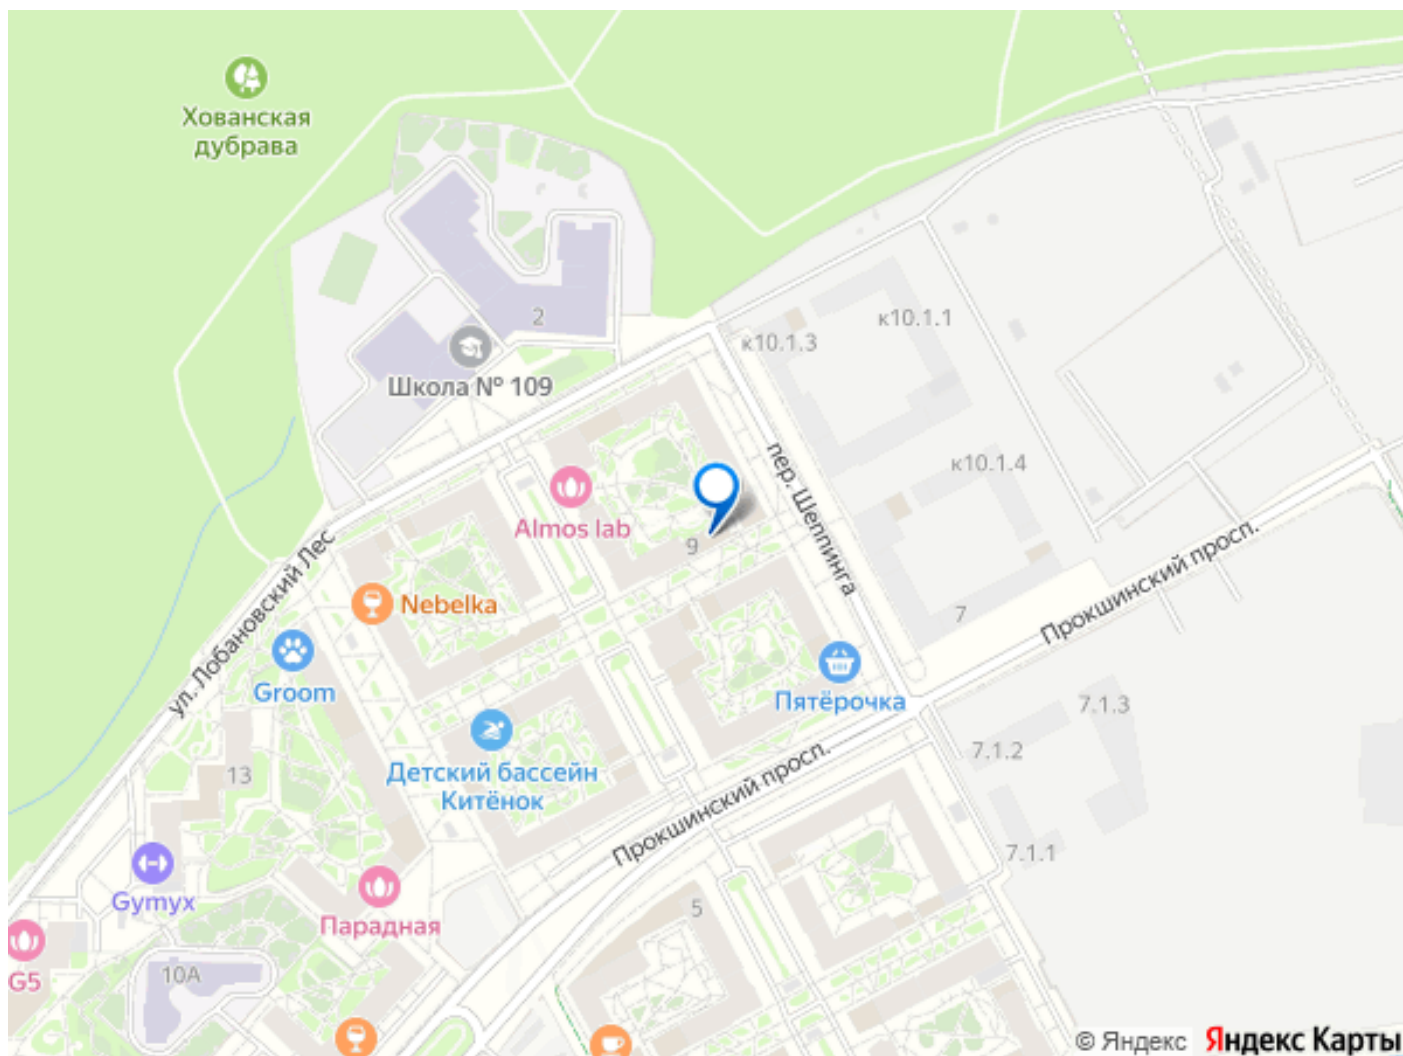 Хованская
дубрава
к10.1.1
к10.1.3
2
Школа № 109
пер. Шеппинга
к10.1.4
Almos lab
9
Прокшинский просп.
ул. Лобановский Лес
Nebelka
7
Groom
Пятёрочка
7.1.3
7.1.2
Детский бассейн
Китёнок
13
Прокшинский просп.
7.1.1
Gymyx
Парадная
5
G5
10А
© Яндекс Яндекс Карты